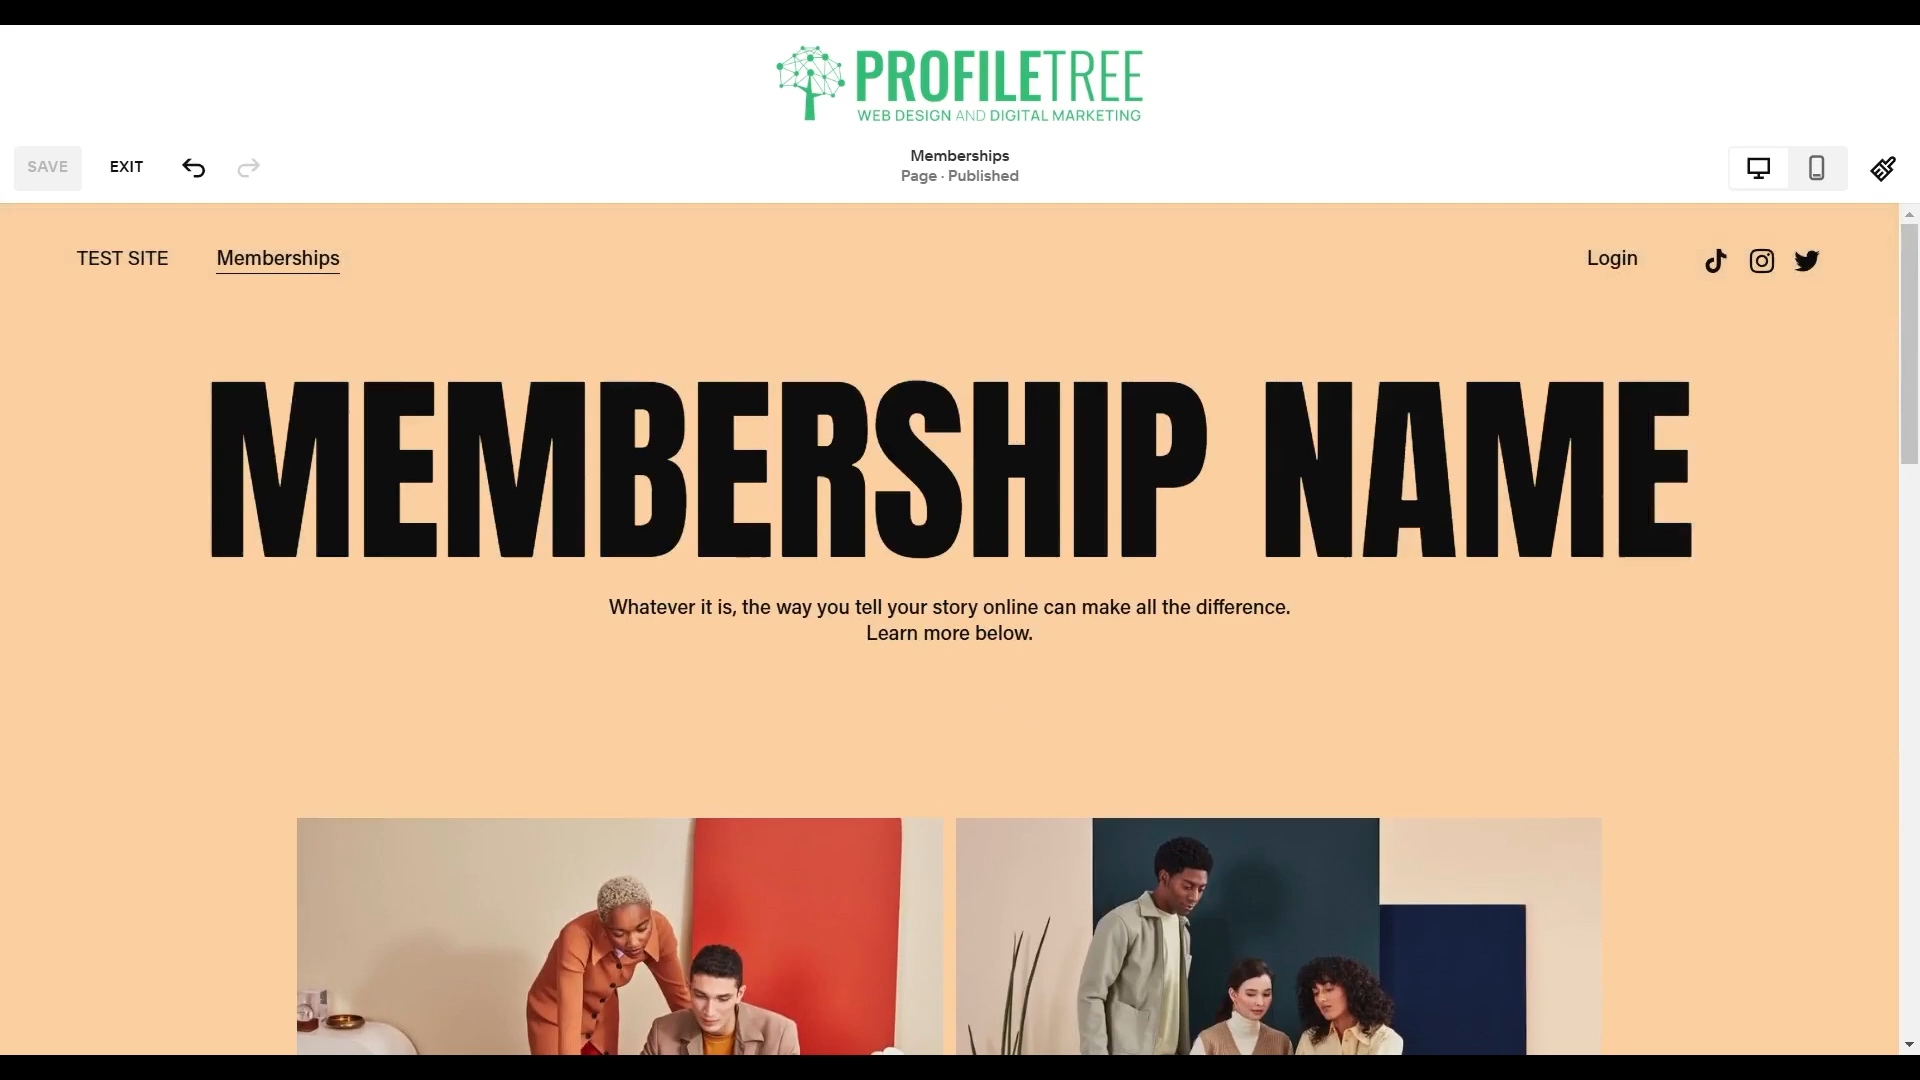 PROFILETREE
WEB DESIGN AND DIGITAL MARKETING
SAVE
EXIT
Memberships
Page · Published
TEST SITE
Memberships
Login
MEMBERSHIP NAME
Whatever it is, the way you tell your story online can make all the difference.
Learn more below.